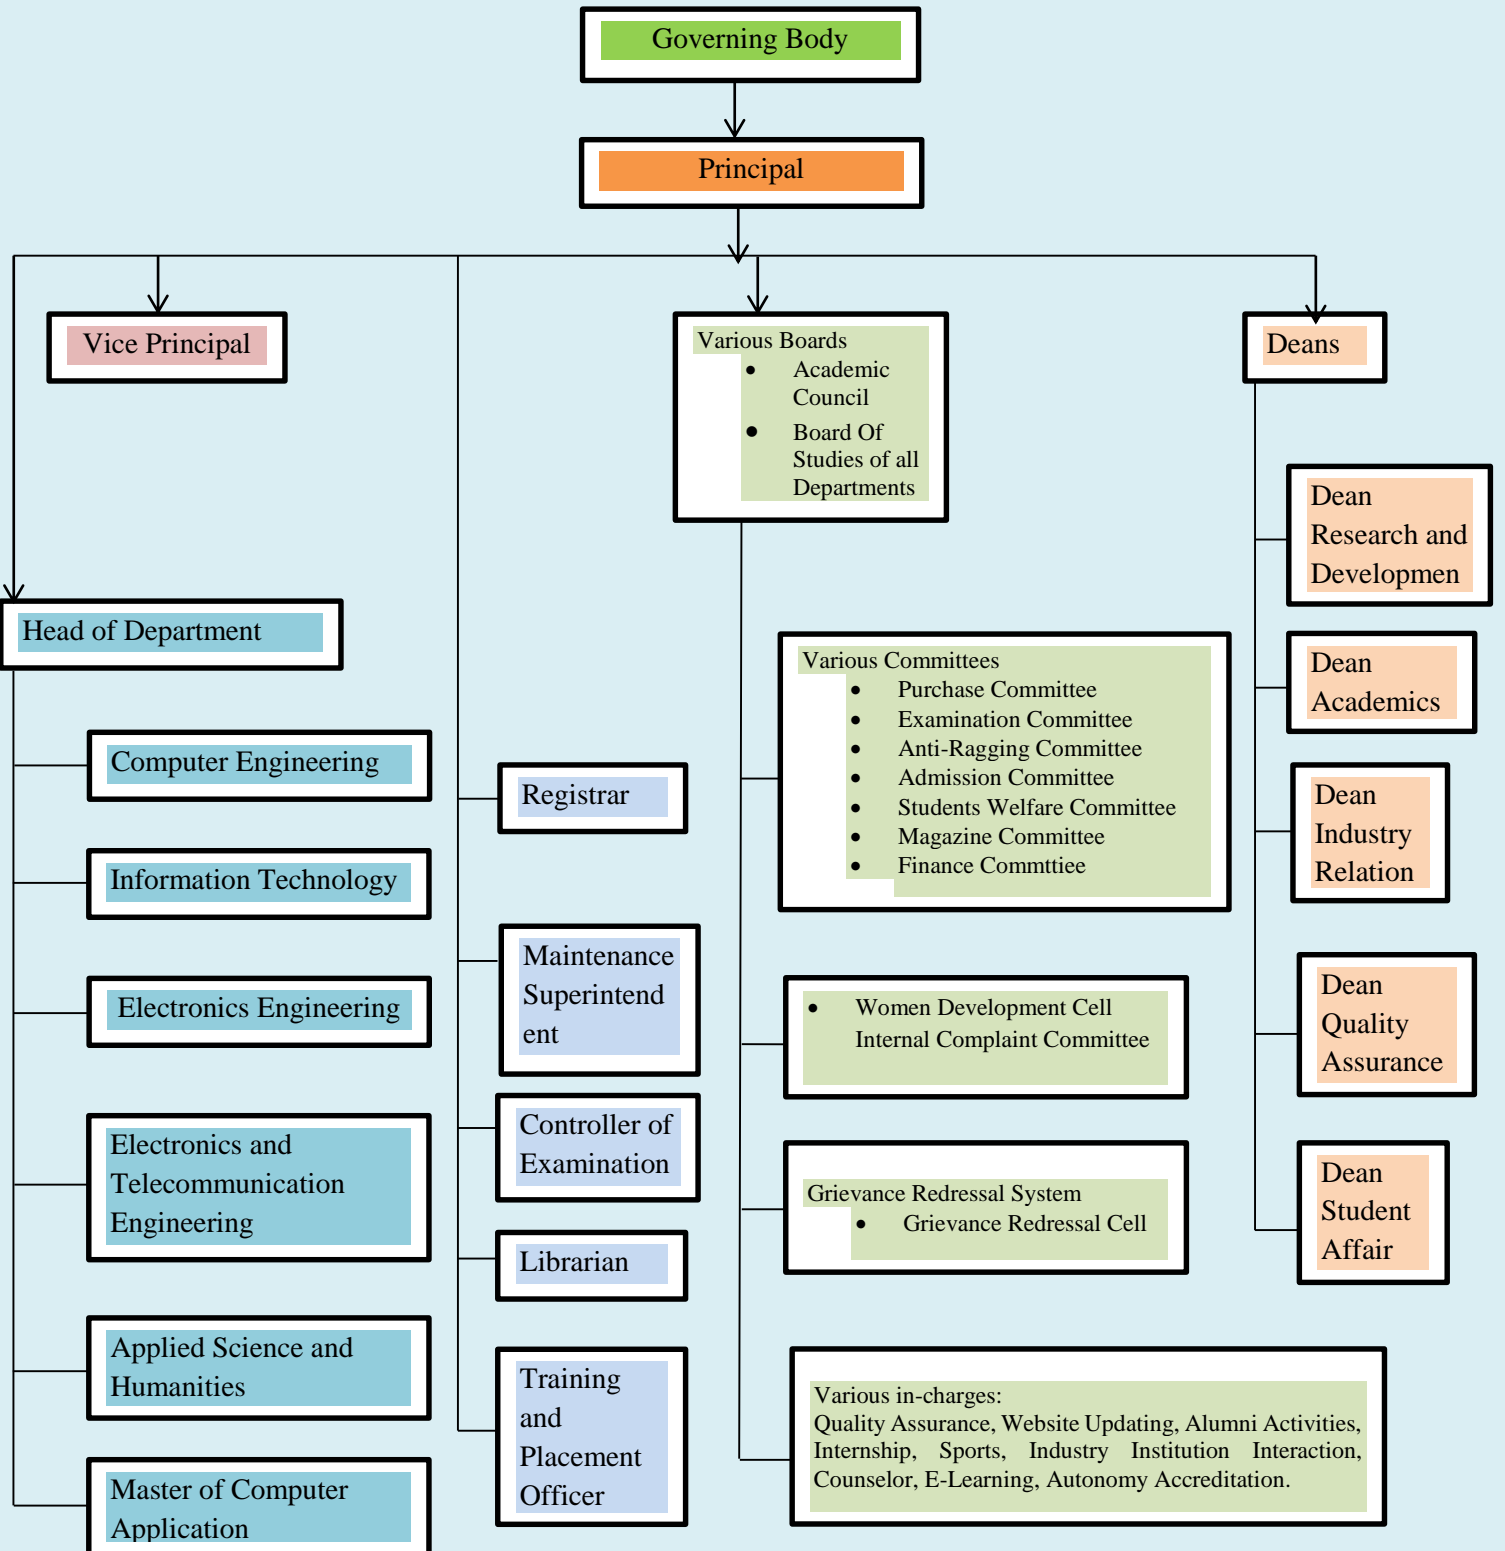 Governing Body
Principal
Vice Principal
Various Boards
• Academic
Council
• Board Of
Studies of all
Departments
Deans
Head of Department
Computer Engineering
Information Technology
Electronics Engineering
Electronics and
Telecommunication
Engineering
Applied Science and
Humanities
Master of Computer
Application
Registrar
Maintenance
Superintend
ent
Controller of
Examination
Librarian
Training
and
Placement
Officer
Various Committees
• Purchase Committee
• Examination Committee
• Anti-Ragging Committee
• Admission Committee
• Students Welfare Committee
• Magazine Committee
• Finance Commttiee
• Women Development Cell
Internal Complaint Committee
Grievance Redressal System
• Grievance Redressal Cell
Various in-charges:
Quality Assurance, Website Updating, Alumni Activities,
Internship, Sports, Industry Institution Interaction,
Counselor, E-Learning, Autonomy Accreditation.
Dean
Research and
Developmen
Dean
Academics
Dean
Industry
Relation
Dean
Quality
Assurance
Dean
Student
Affair